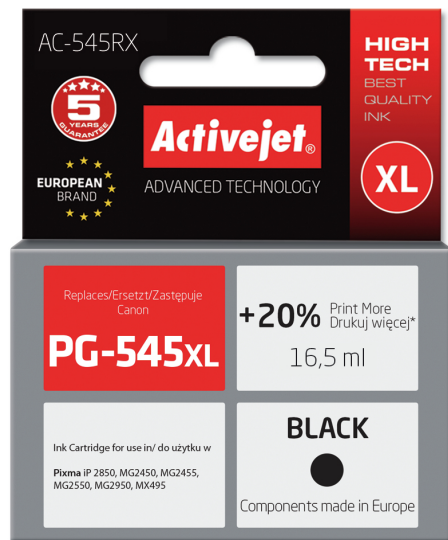 AC-545RX
HIGH
TECH
BEST
QUALITY
INK
5
YEARS
GUARANTEE
Activejet®
EUROPEAN
BRAND
ADVANCED TECHNOLOGY
XL
Replaces/Ersetzt/Zastępuje
Canon
PG-545XL
+20% Print More
Drukuj więcej*
16,5 ml
Ink Cartridge for use in/ do użytku w
Pixma iP 2850, MG2450, MG2455,
MG2550, MG2950, MX495
BLACK
Components made in Europe